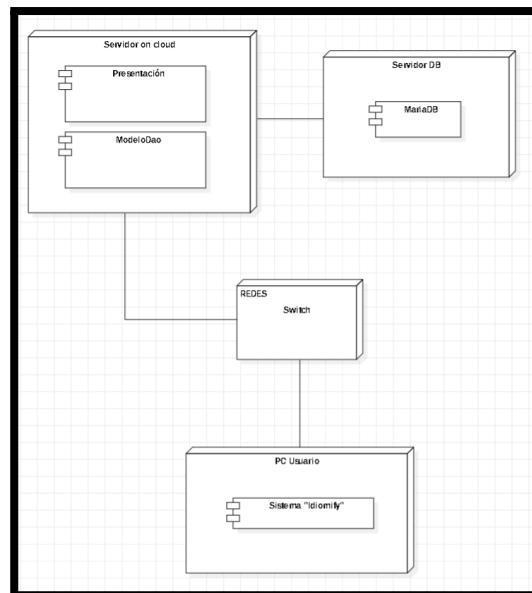 Servidor on cloud
Presentación
ModeloDao
Servidor DB
MariaDB
REDES
Switch
PC Usuario
Sistema "Idiomify"